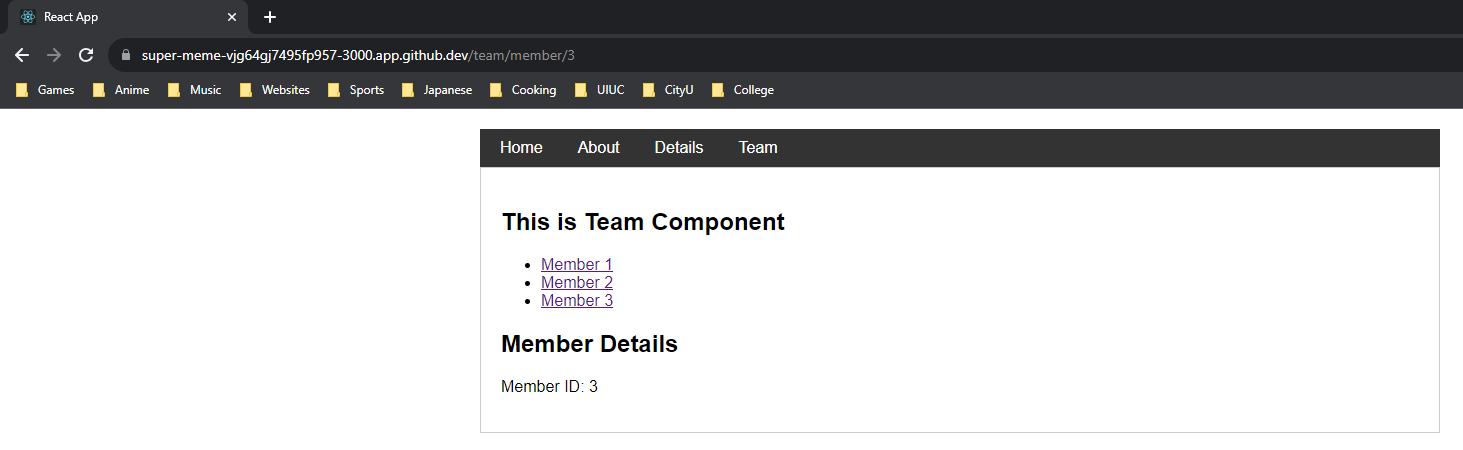 React App
super-meme-vjg64gj7495fp957-3000.app.github.dev/team/member/3
Games Anime Music Websites Sports Japanese Cooking UIUC CityU College
Home About Details Team
This is Team Component
Member 1
Member 2
Member 3
Member Details
Member ID: 3